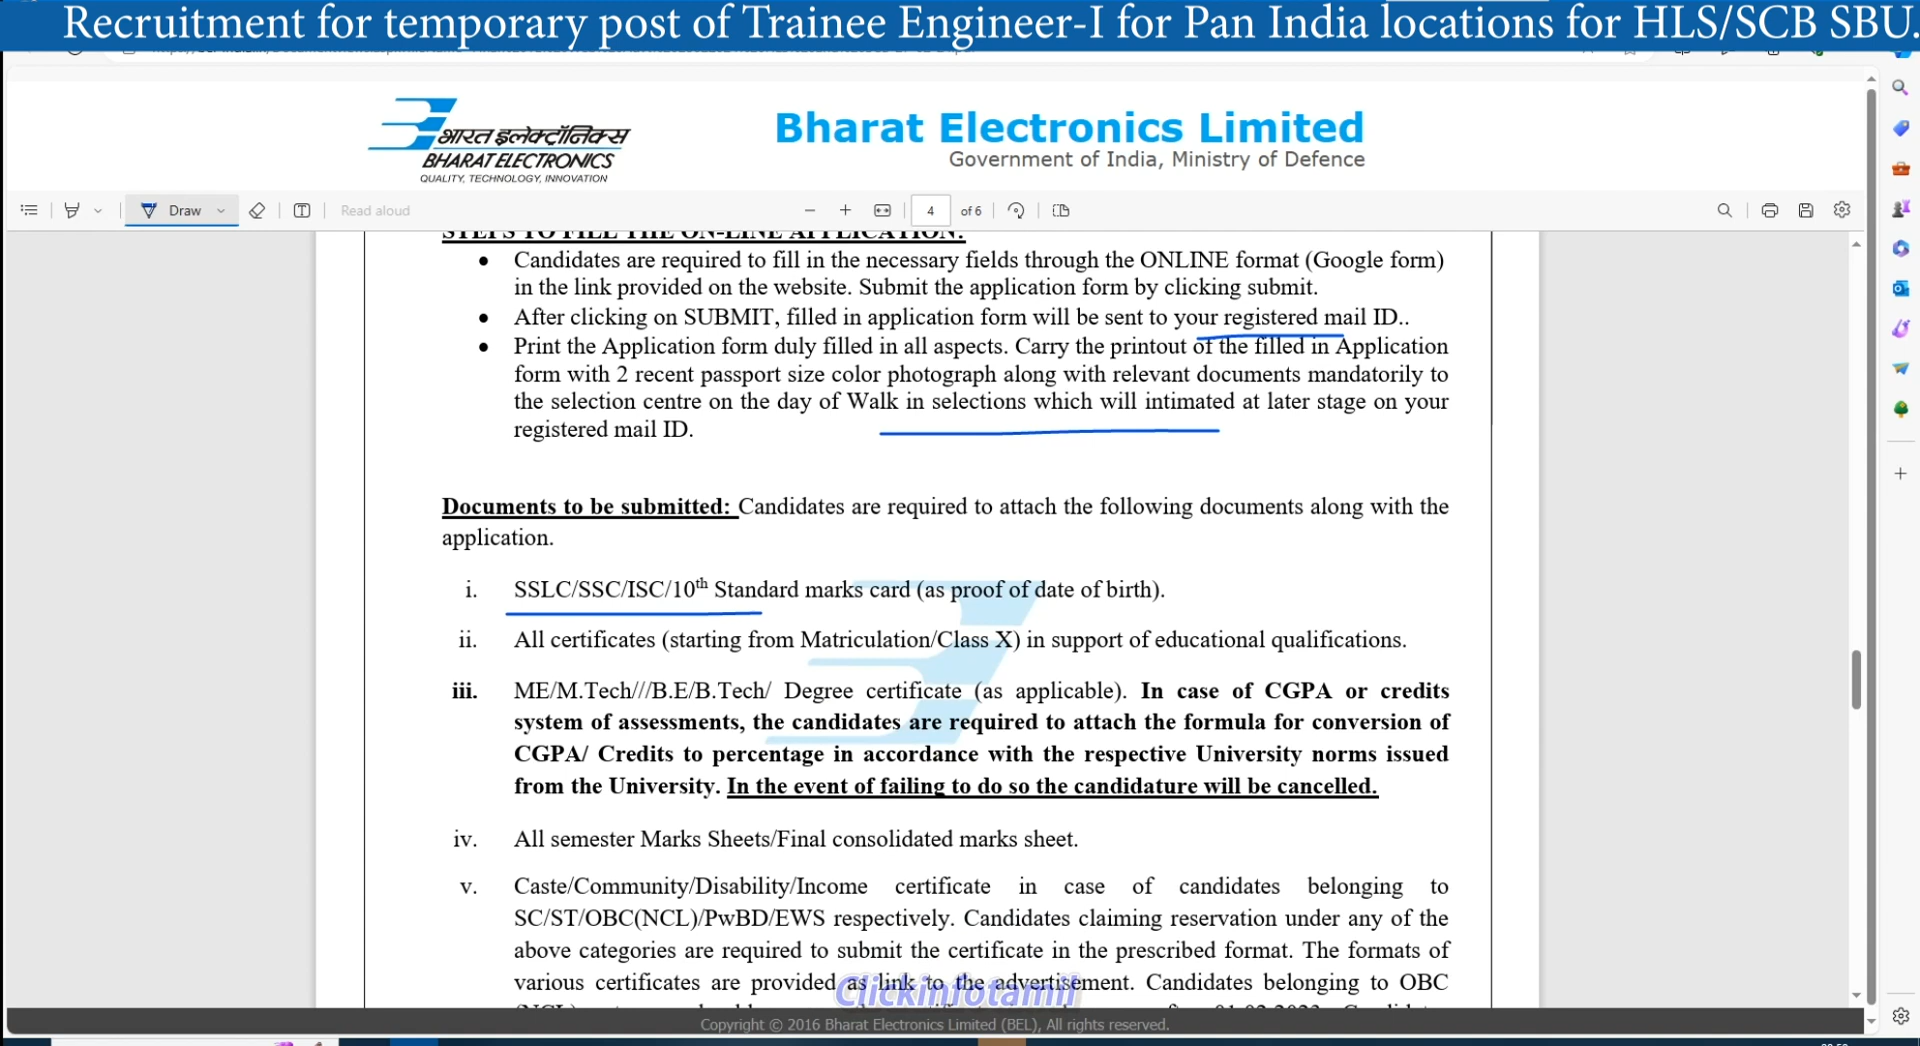 Recruitment for temporary post of Trainee Engineer-I for Pan India locations for HLS/SCB SBU.
भारत इलेक्ट्रॉनिक्स
BHARAT ELECTRONICS
QUALITY, TECHNOLOGY, INNOVATION
Bharat Electronics Limited
Government of India, Ministry of Defence
Draw
Read aloud
4
of 6
STEPS TO FILL THE ON-LINE APPLICATION:
• Candidates are required to fill in the necessary fields through the ONLINE format (Google form)
in the link provided on the website. Submit the application form by clicking submit.
• After clicking on SUBMIT, filled in application form will be sent to your registered mail ID..
• Print the Application form duly filled in all aspects. Carry the printout of the filled in Application
form with 2 recent passport size color photograph along with relevant documents mandatorily to
the selection centre on the day of Walk in selections which will intimated at later stage on your
registered mail ID.
Documents to be submitted: Candidates are required to attach the following documents along with the
application.
i. SSLC/SSC/ISC/10th Standard marks card (as proof of date of birth).
ii. All certificates (starting from Matriculation/Class X) in support of educational qualifications.
iii. ME/M.Tech///B.E/B.Tech/ Degree certificate (as applicable). In case of CGPA or credits
system of assessments, the candidates are required to attach the formula for conversion of
CGPA/ Credits to percentage in accordance with the respective University norms issued
from the University. In the event of failing to do so the candidature will be cancelled.
iv. All semester Marks Sheets/Final consolidated marks sheet.
v. Caste/Community/Disability/Income certificate in case of candidates belonging to
SC/ST/OBC(NCL)/PwBD/EWS respectively. Candidates claiming reservation under any of the
above categories are required to submit the certificate in the prescribed format. The formats of
various certificates are provided as link to the advertisement. Candidates belonging to OBC
Clickinfotamil
Copyright © 2016 Bharat Electronics Limited (BEL), All rights reserved.